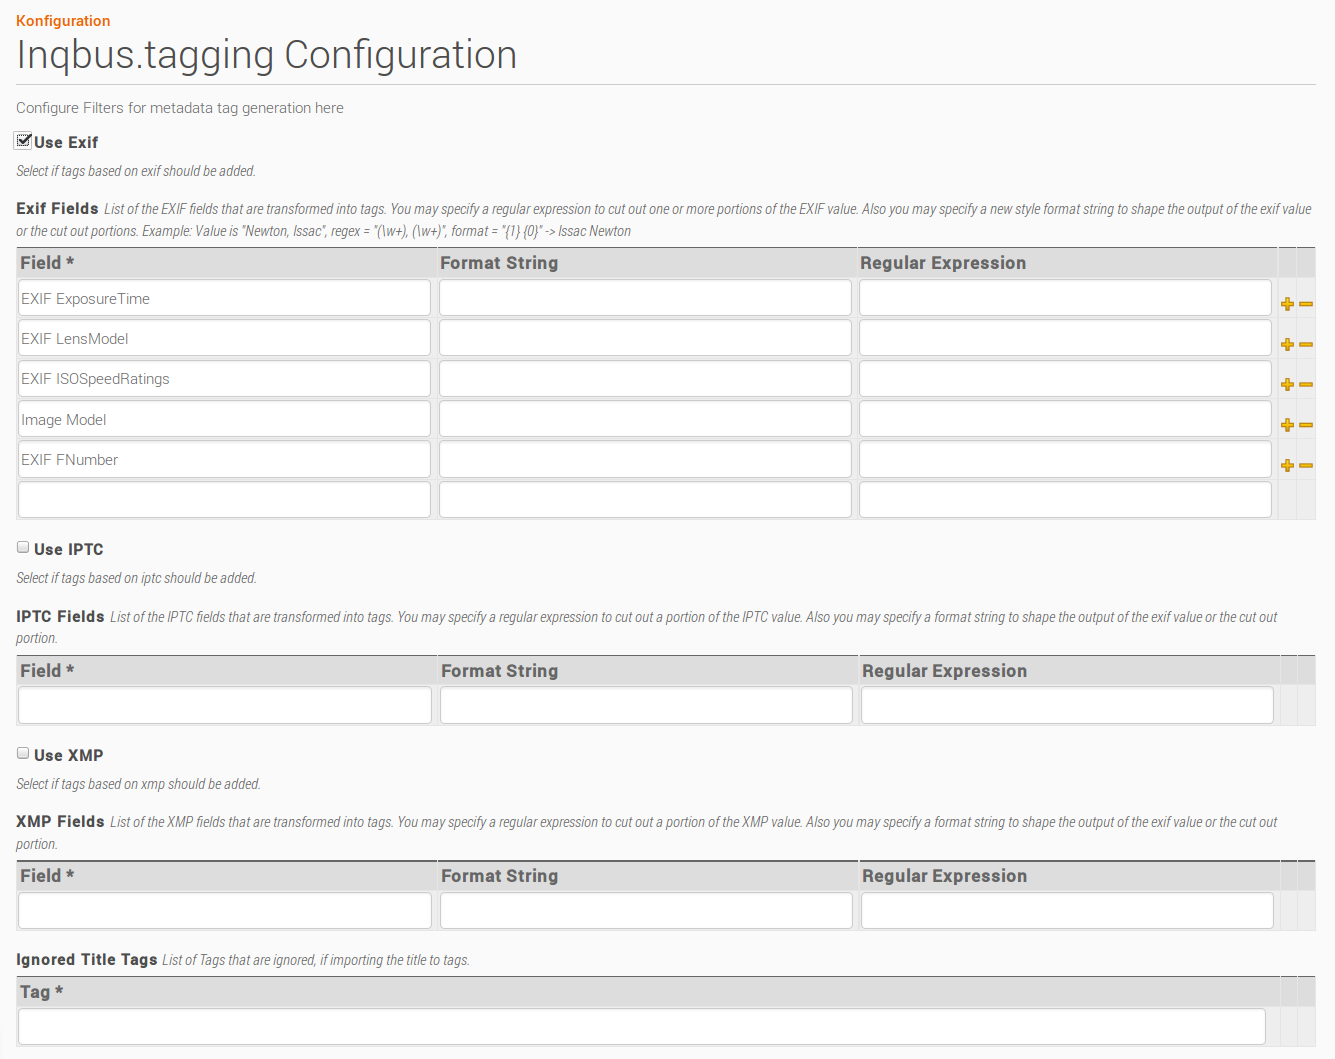 Konfiguration
Inqbus.tagging Configuration
Configure Filters for metadata tag generation here
Use Exif
Select if tags based on exif should be added.
Exif Fields List of the EXIF fields that are transformed into tags. You may specify a regular expression to cut out one or more portions of the EXIF value. Also you may specify a new style format string to shape the output of the exif value
or the cut out portions. Example: Value is "Newton, Issac", regex = "(\w+), (\w+)", format = "{1} {0}" -> Issac Newton
Field * Format String Regular Expression
EXIF ExposureTime
EXIF LensModel
EXIF ISOSpeedRatings
Image Model
EXIF FNumber
Use IPTC
Select if tags based on iptc should be added.
IPTC Fields List of the IPTC fields that are transformed into tags. You may specify a regular expression to cut out a portion of the IPTC value. Also you may specify a format string to shape the output of the exif value or the cut out
portion.
Field * Format String Regular Expression
Use XMP
Select if tags based on xmp should be added.
XMP Fields List of the XMP fields that are transformed into tags. You may specify a regular expression to cut out a portion of the XMP value. Also you may specify a format string to shape the output of the exif value or the cut out
portion.
Field * Format String Regular Expression
Ignored Title Tags List of Tags that are ignored, if importing the title to tags.
Tag *